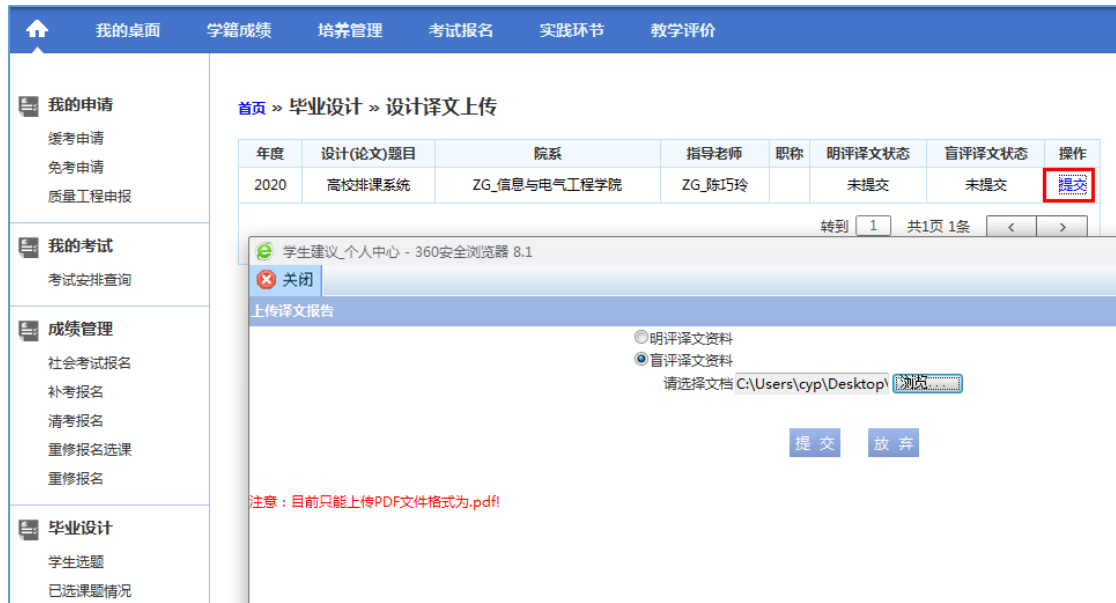 我的桌面 学籍成绩 培养管理 考试报名 实践环节 教学评价
我的申请
缓考申请
免考申请
质量工程申报
我的考试
考试安排查询
成绩管理
社会考试报名
补考报名
清考报名
重修报名选课
重修报名
毕业设计
学生选题
已选课题情况
首页 » 毕业设计 » 设计译文上传
年度 设计(论文)题目 院系 指导老师 职称 明评译文状态 盲评译文状态 操作
2020 高校排课系统 ZG_信息与电气工程学院 ZG_陈巧玲 未提交 未提交 提交
转到 1 共1页 1条 < >
学生建议_个人中心 - 360安全浏览器 8.1
关闭
上传译文报告
明评译文资料
盲评译文资料
请选择文档 C:\Users\cyp\Desktop\ 浏览...
提 交 放 弃
注意：目前只能上传PDF文件格式为.pdf!